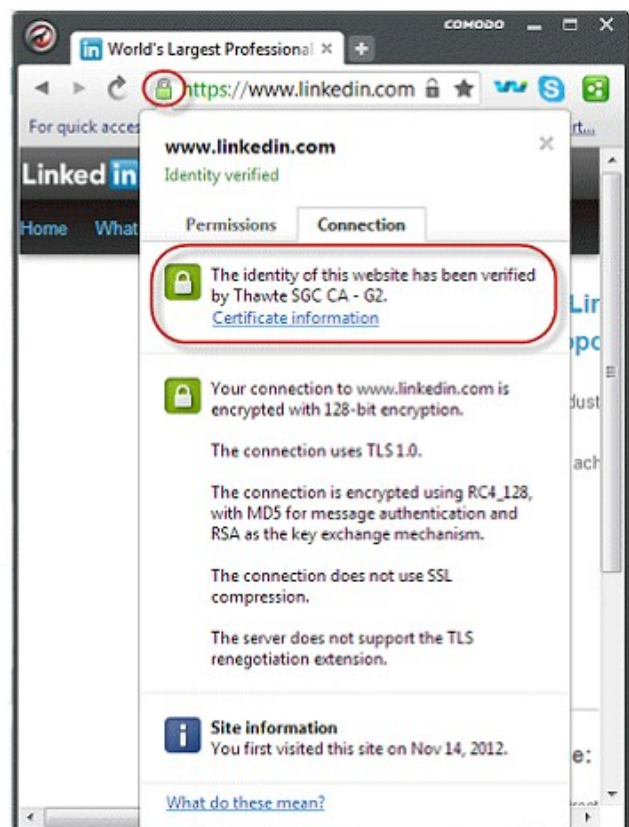 COMODO
World's Largest Professional
https://www.linkedin.com
For quick acces
rt...
www.linkedin.com
Identity verified
Linked in
Home What
Permissions Connection
The identity of this website has been verified
by Thawte SGC CA - G2.
Certificate information
Lin
opo
Your connection to www.linkedin.com is
encrypted with 128-bit encryption.
dust
The connection uses TLS 1.0.
ach
The connection is encrypted using RC4_128,
with MD5 for message authentication and
RSA as the key exchange mechanism.
The connection does not use SSL
compression.
The server does not support the TLS
renegotiation extension.
Site information
You first visited this site on Nov 14, 2012.
e:
What do these mean?